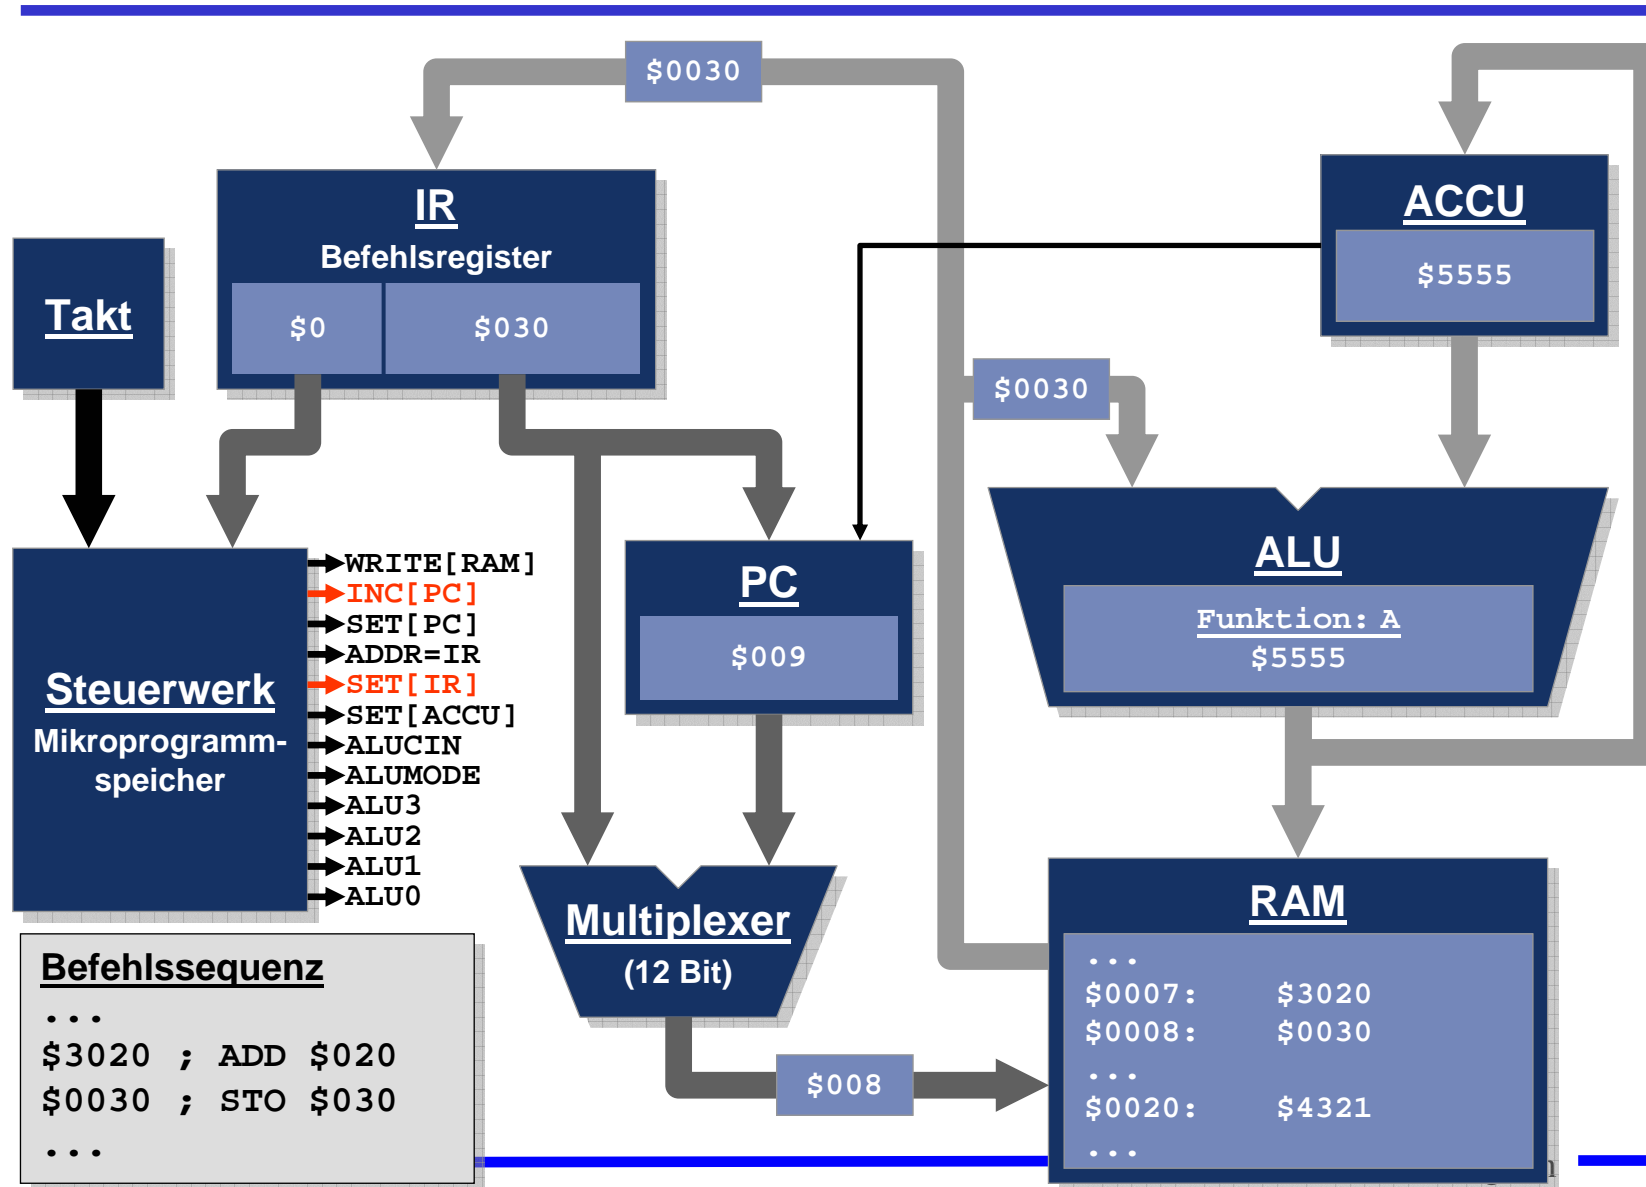 $0030
IR
Befehlsregister
$0
$030
ACCU
$5555
Takt
$0030
ALU
Funktion: A
$5555
PC
$009
Steuerwerk
Mikroprogramm-
speicher
WRITE[RAM]
INC[PC]
SET[PC]
ADDR=IR
SET[IR]
SET[ACCU]
ALUCIN
ALUMODE
ALU3
ALU2
ALU1
ALU0
Multiplexer
(12 Bit)
$008
RAM
...
$0007: $3020
$0008: $0030
...
$0020: $4321
...
Befehlssequenz
...
$3020 ; ADD $020
$0030 ; STO $030
...